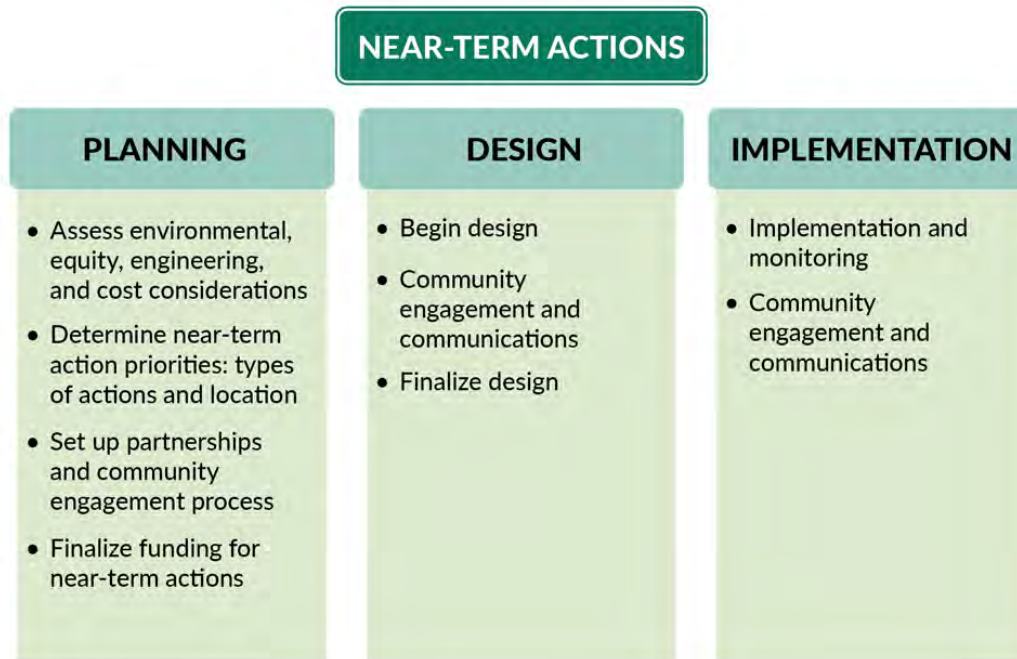 NEAR-TERM ACTIONS
PLANNING
• Assess environmental,
equity, engineering,
and cost considerations
• Determine near-term
action priorities: types
of actions and location
• Set up partnerships
and community
engagement process
• Finalize funding for
near-term actions
DESIGN
• Begin design
• Community
engagement and
communications
• Finalize design
IMPLEMENTATION
• Implementation and
monitoring
• Community
engagement and
communications